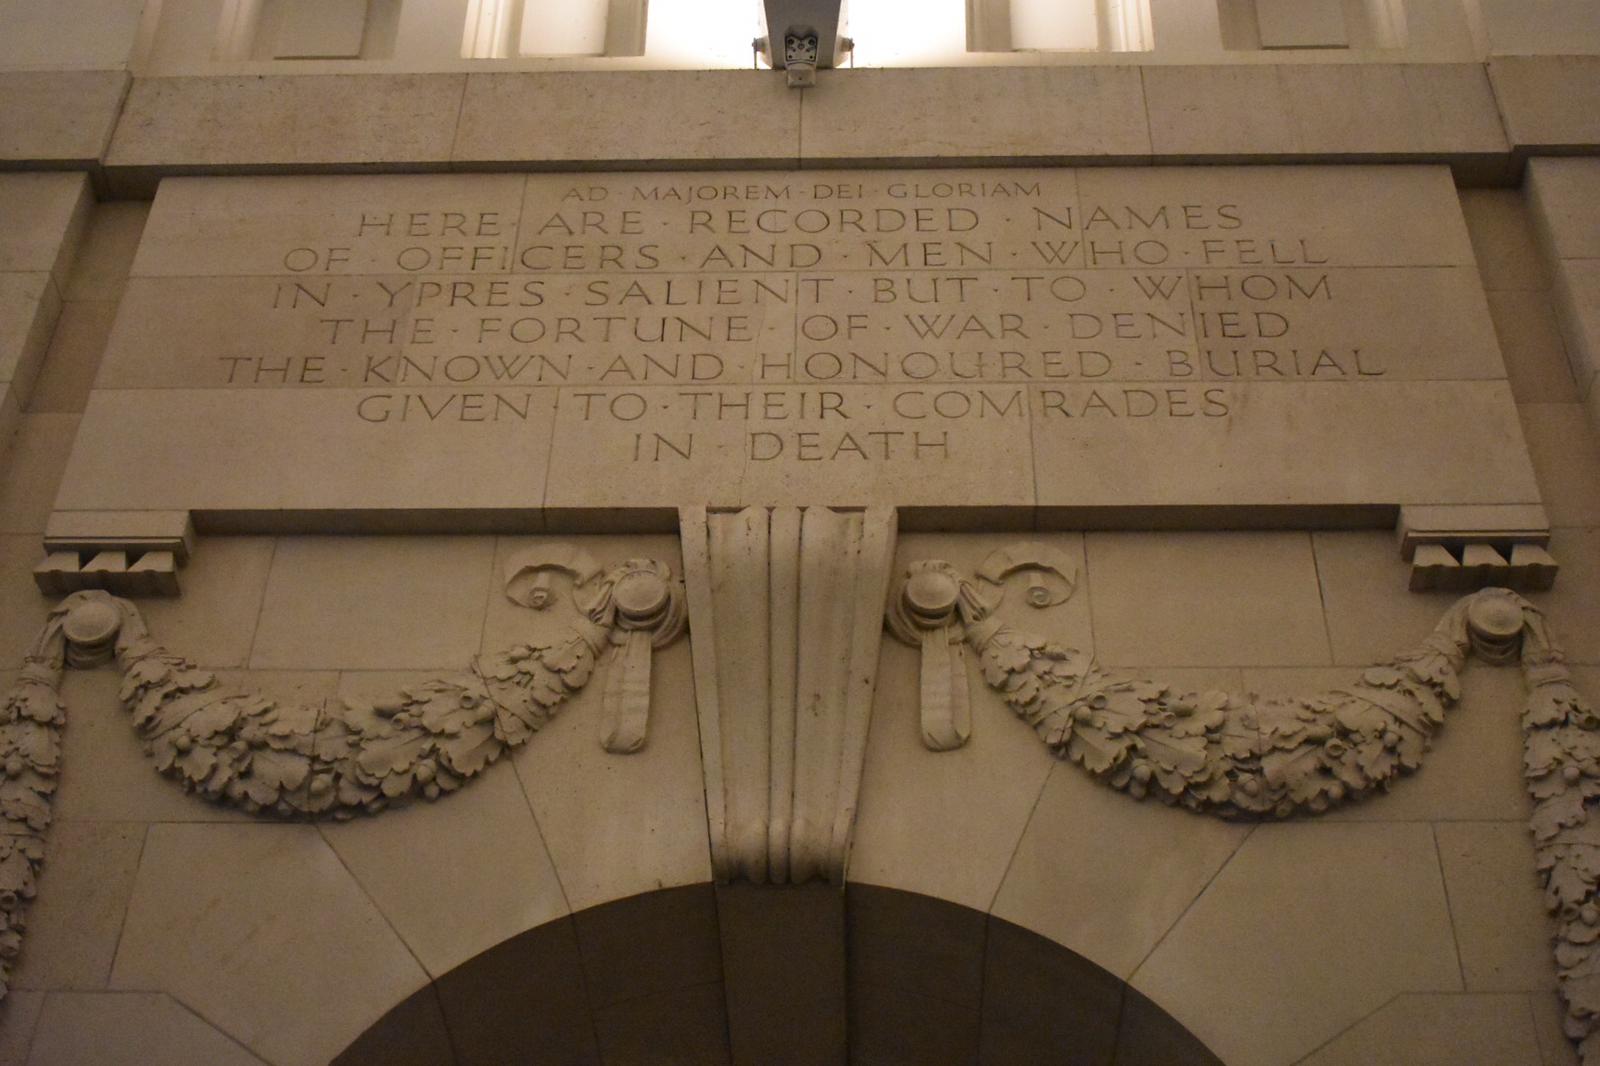 AD · MAJOREM · DEI · GLORIAM
HERE · ARE · RECORDED · NAMES
OF · OFFICERS · AND · MEN · WHO · FELL
IN · YPRES · SALIENT · BUT · TO · WHOM
THE · FORTUNE · OF · WAR · DENIED
THE · KNOWN · AND · HONOURED · BURIAL
GIVEN · TO · THEIR · COMRADES
IN · DEATH